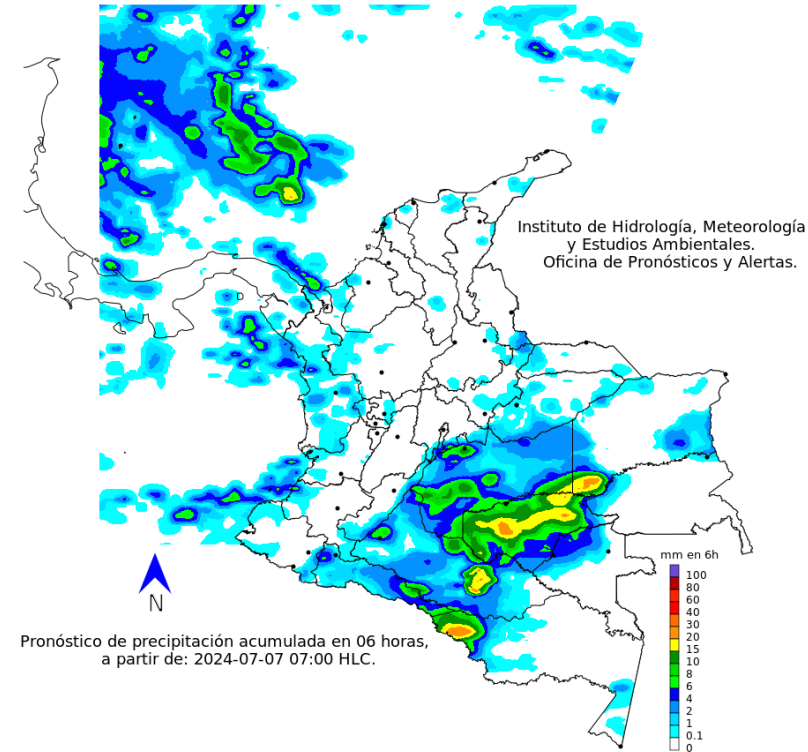 Instituto de Hidrología, Meteorología
y Estudios Ambientales.
Oficina de Pronósticos y Alertas.
mm en 6h
100
80
60
40
30
20
15
10
8
6
4
2
1
0.1
0
N
Pronóstico de precipitación acumulada en 06 horas,
a partir de: 2024-07-07 07:00 HLC.